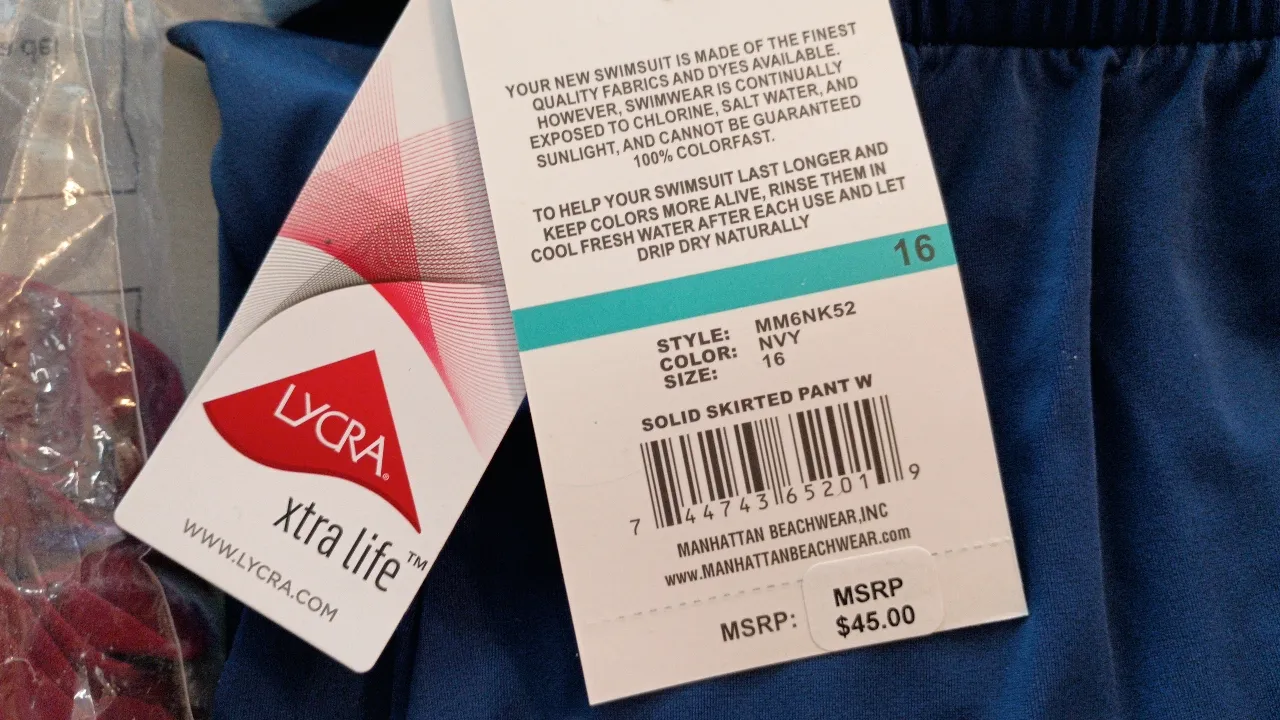 YOUR NEW SWIMSUIT IS MADE OF THE FINEST
QUALITY FABRICS AND DYES AVAILABLE.
HOWEVER, SWIMWEAR IS CONTINUALLY
EXPOSED TO CHLORINE, SALT WATER, AND
SUNLIGHT, AND CANNOT BE GUARANTEED
100% COLORFAST.
TO HELP YOUR SWIMSUIT LAST LONGER AND
KEEP COLORS MORE ALIVE, RINSE THEM IN
COOL FRESH WATER AFTER EACH USE AND LET
DRIP DRY NATURALLY
16
STYLE: MM6NK52
COLOR: NVY
SIZE: 16
SOLID SKIRTED PANT W
7 44743 65201 9
MANHATTAN BEACHWEAR,INC
www.MANHATTANBEACHWEAR.com
MSRP: MSRP
$45.00
LYCRA®
xtra life™
WWW.LYCRA.COM